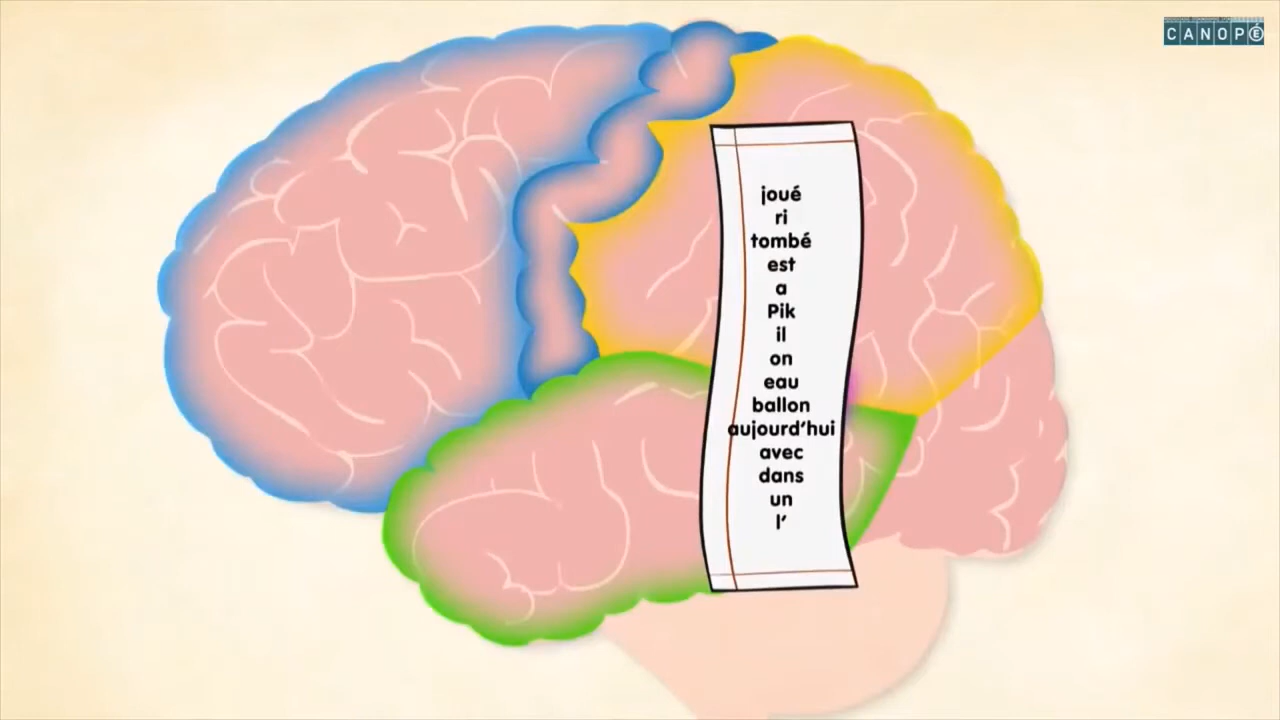 CANOPÉ
joué
ri
tombé
est
a
Pik
il
on
eau
ballon
aujourd'hui
avec
dans
un
l'